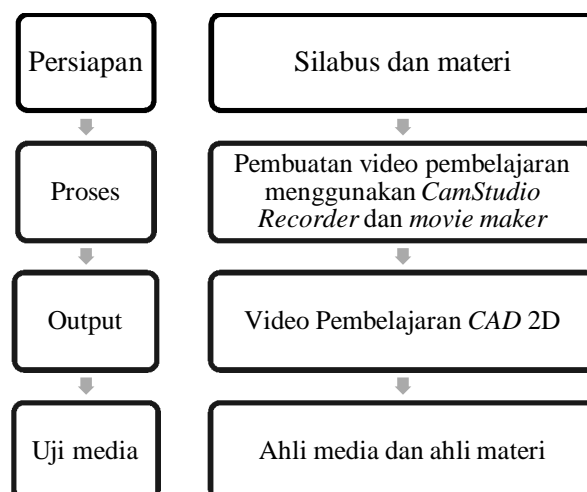 Persiapan
Silabus dan materi
Proses
Pembuatan video pembelajaran
menggunakan CamStudio
Recorder dan movie maker
Output
Video Pembelajaran CAD 2D
Uji media
Ahli media dan ahli materi